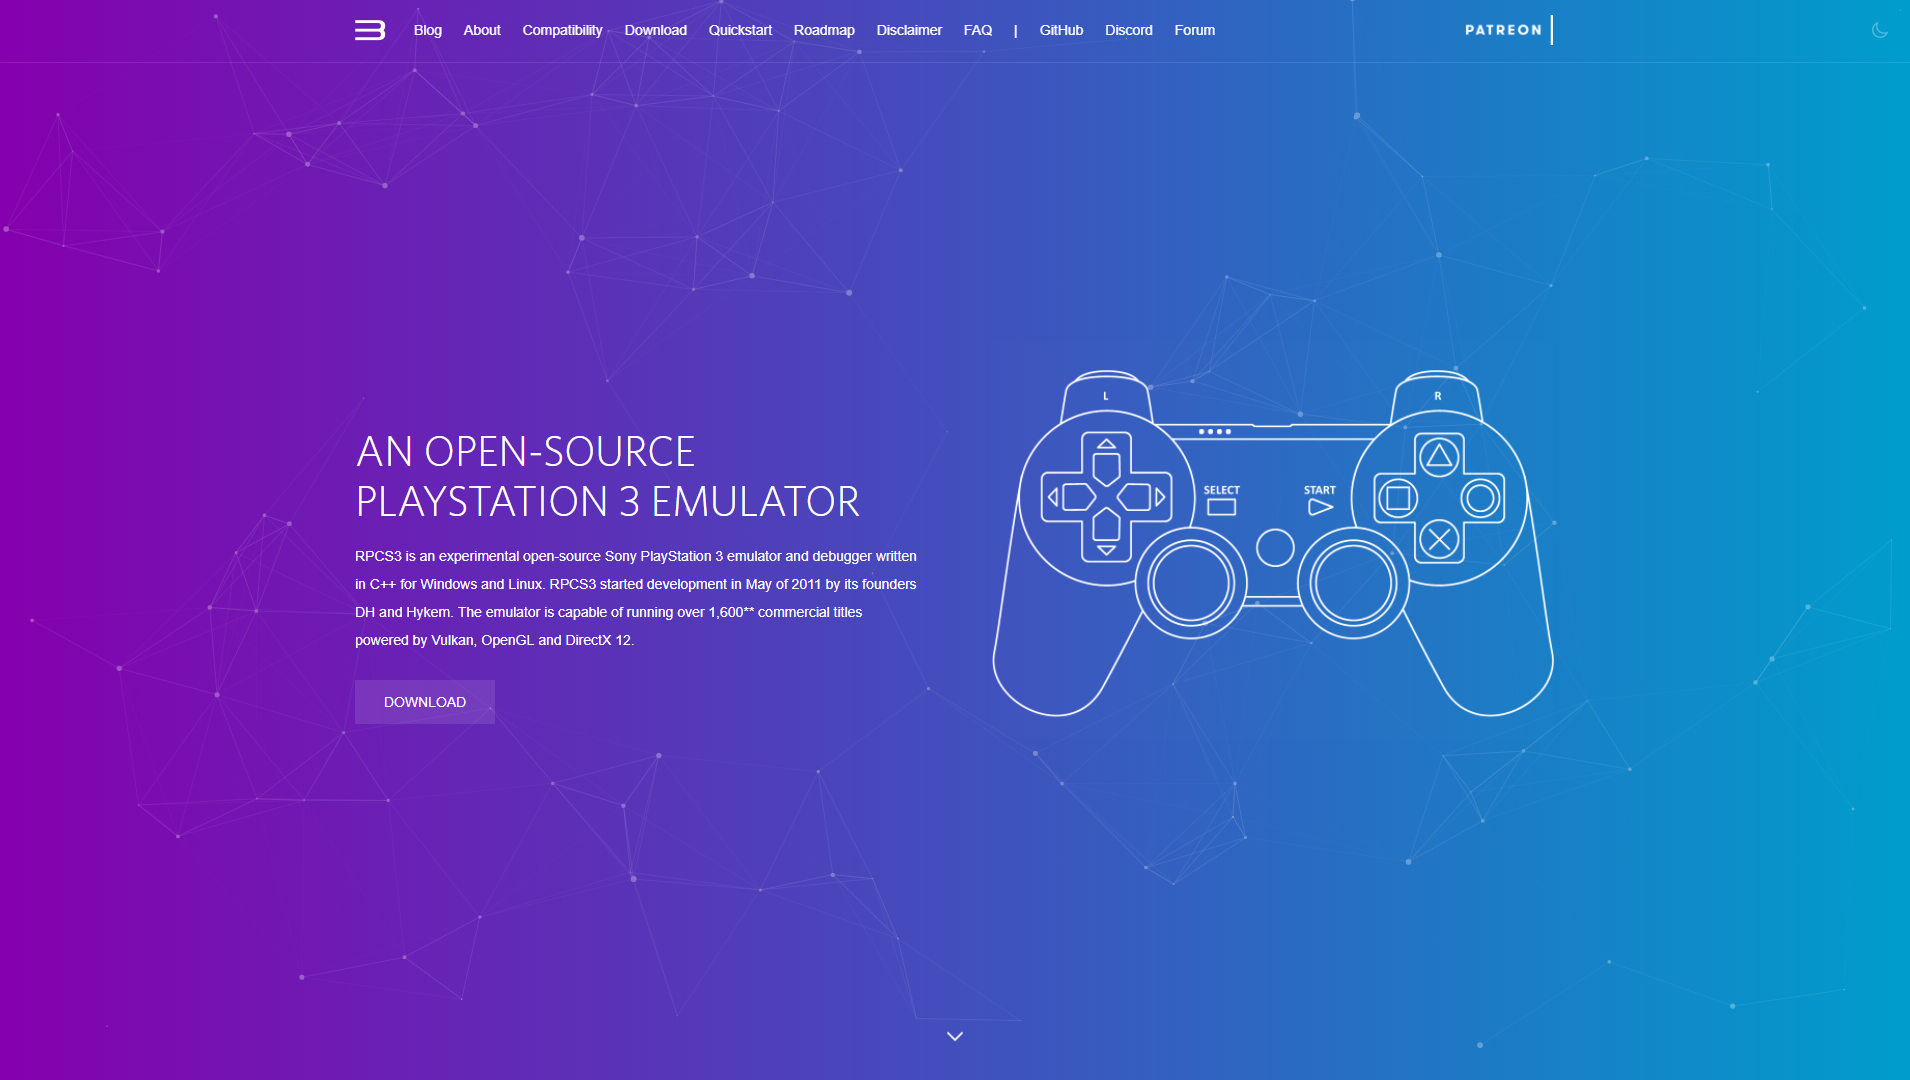 Blog About Compatibility Download Quickstart Roadmap Disclaimer FAQ | GitHub Discord Forum PATREON
L R
SELECT START
AN OPEN-SOURCE
PLAYSTATION 3 EMULATOR
RPCS3 is an experimental open-source Sony PlayStation 3 emulator and debugger written
in C++ for Windows and Linux. RPCS3 started development in May of 2011 by its founders
DH and Hykem. The emulator is capable of running over 1,600** commercial titles
powered by Vulkan, OpenGL and DirectX 12.
DOWNLOAD